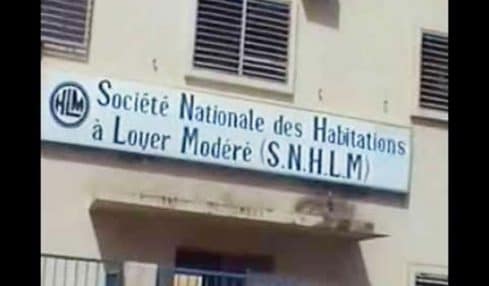 HLM
Société Nationale des Habitations
à Loyer Modéré (S.N.H.L.M)